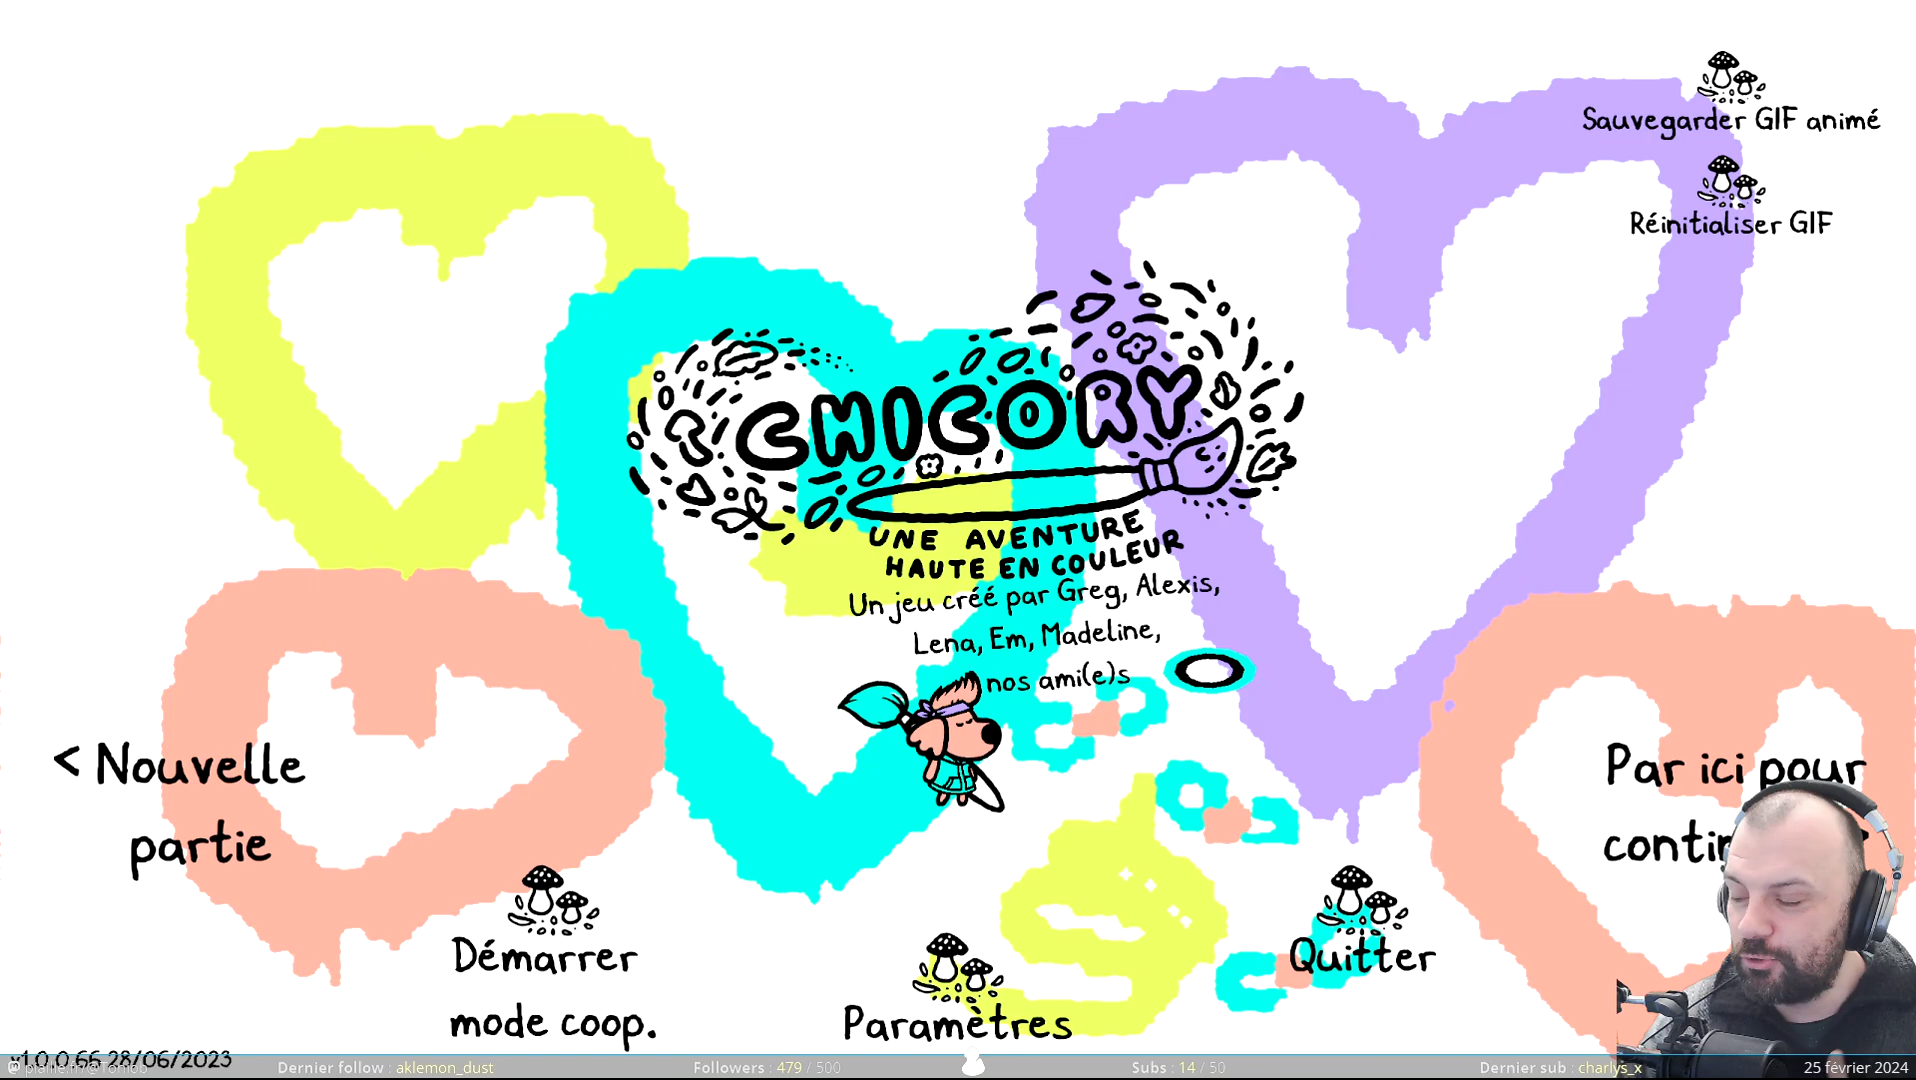 Sauvegarder GIF animé
Réinitialiser GIF
CHICORY
UNE AVENTURE
HAUTE EN COULEUR
Un jeu créé par Greg, Alexis,
Lena, Em, Madeline,
nos ami(e)s
< Nouvelle
partie
Par ici pour
Démarrer
mode coop.
Paramètres
Quitter
v1.0.0.66 28/06/2023
Dernier follow : aklemon_dust
Followers : 479 / 500
Subs : 14 / 50
Dernier sub : charlys_x
25 février 2024